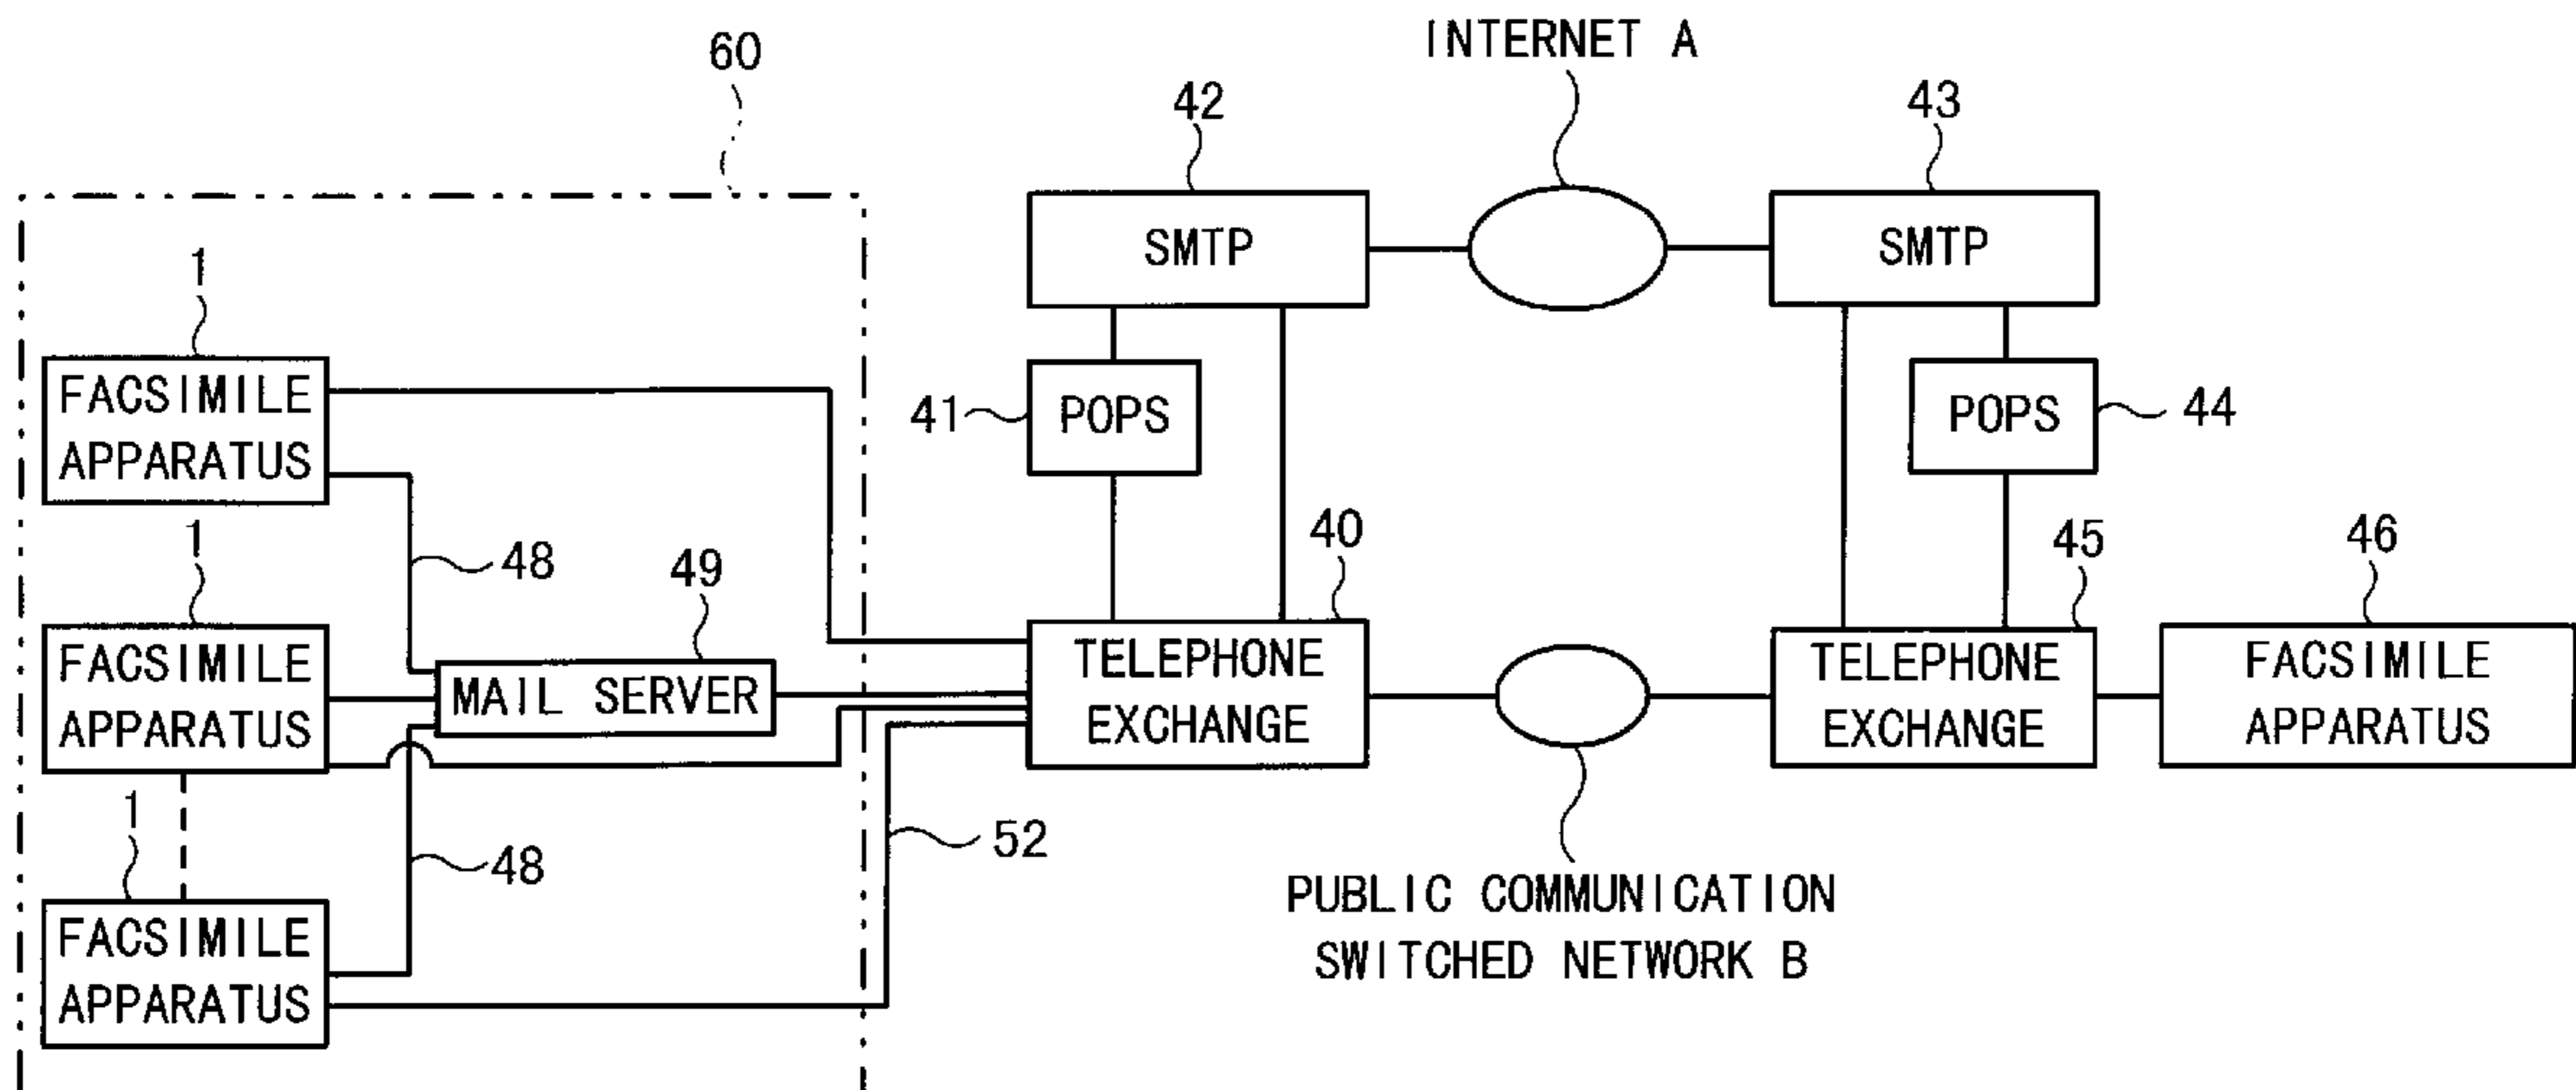 INTERNET A
60
42
43
SMTP
SMTP
1
FACSIMILE
APPARATUS
41
POPS
POPS
44
1
48
49
40
45
46
FACSIMILE
APPARATUS
MAIL SERVER
TELEPHONE
EXCHANGE
TELEPHONE
EXCHANGE
FACSIMILE
APPARATUS
1
48
52
FACSIMILE
APPARATUS
PUBLIC COMMUNICATION
SWITCHED NETWORK B